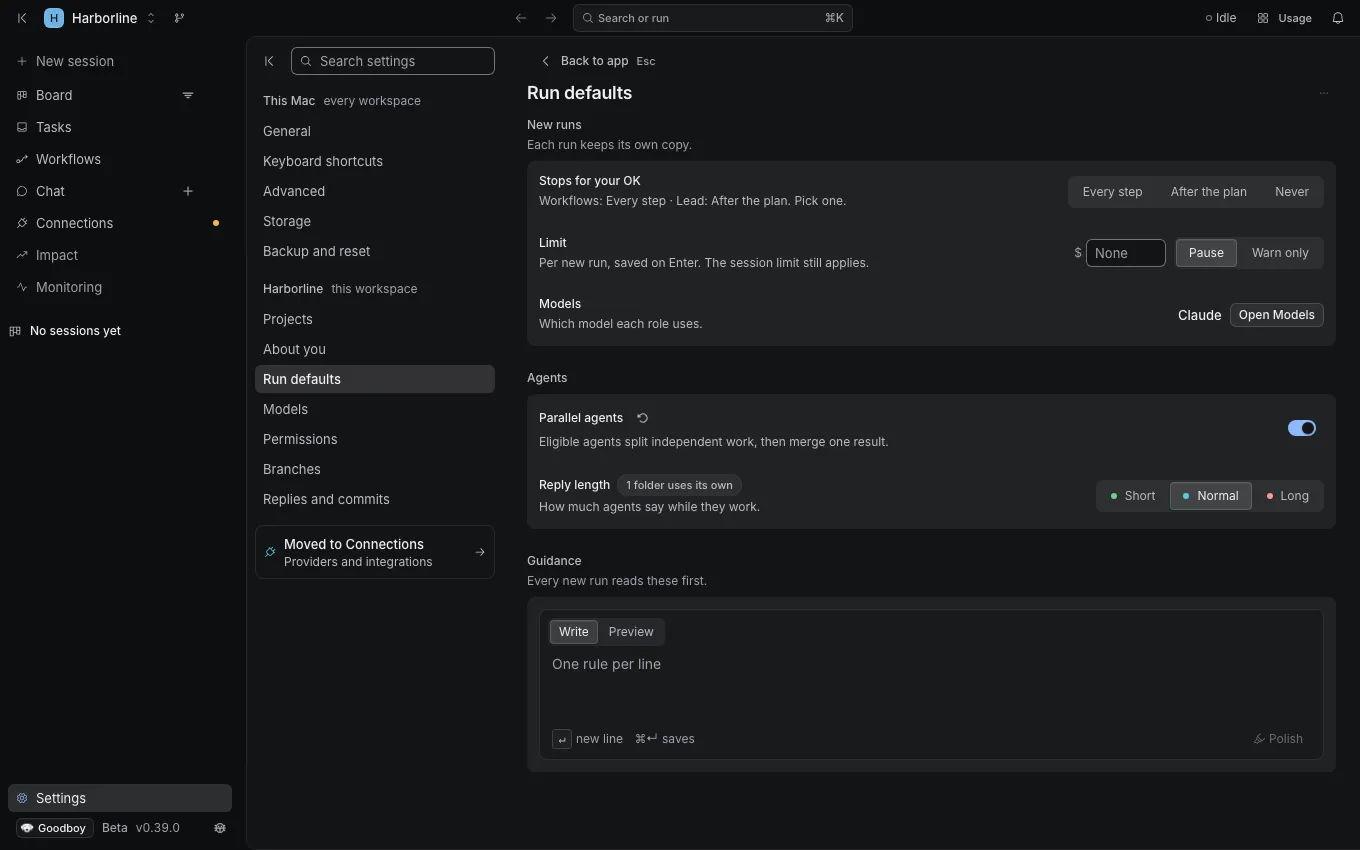 H Harborline
Search or run ⌘K
Idle
Usage
New session
Board
Tasks
Workflows
Chat
Connections
Impact
Monitoring
No sessions yet
Settings
Goodboy Beta v0.39.0
Search settings
This Mac every workspace
General
Keyboard shortcuts
Advanced
Storage
Backup and reset
Harborline this workspace
Projects
About you
Run defaults
Models
Permissions
Branches
Replies and commits
Moved to Connections
Providers and integrations
Back to app Esc
Run defaults
New runs
Each run keeps its own copy.
Stops for your OK
Workflows: Every step · Lead: After the plan. Pick one.
Every step After the plan Never
Limit
Per new run, saved on Enter. The session limit still applies.
$ None Pause Warn only
Models
Which model each role uses.
Claude Open Models
Agents
Parallel agents
Eligible agents split independent work, then merge one result.
Reply length 1 folder uses its own
How much agents say while they work.
Short Normal Long
Guidance
Every new run reads these first.
Write Preview
One rule per line
↵ new line ⌘↵ saves
Polish